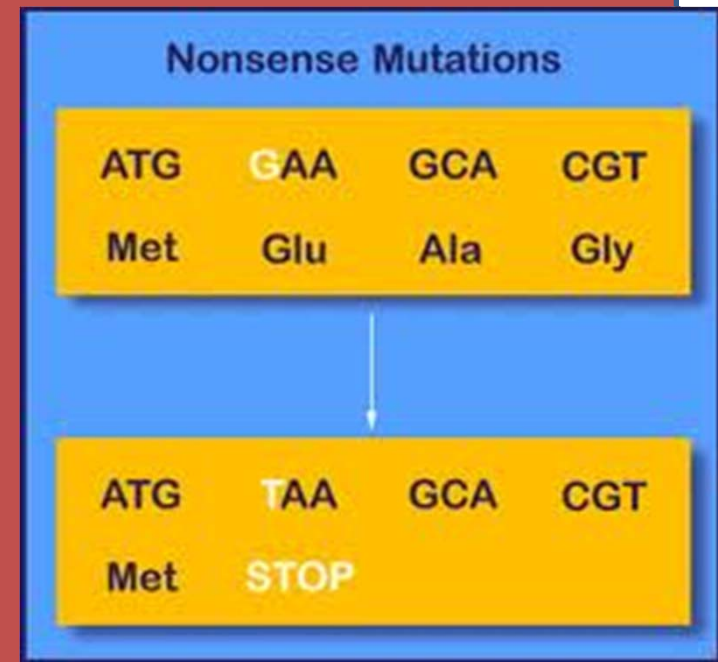 Nonsense Mutations
ATG GAA GCA CGT
Met Glu Ala Gly
ATG TAA GCA CGT
Met STOP